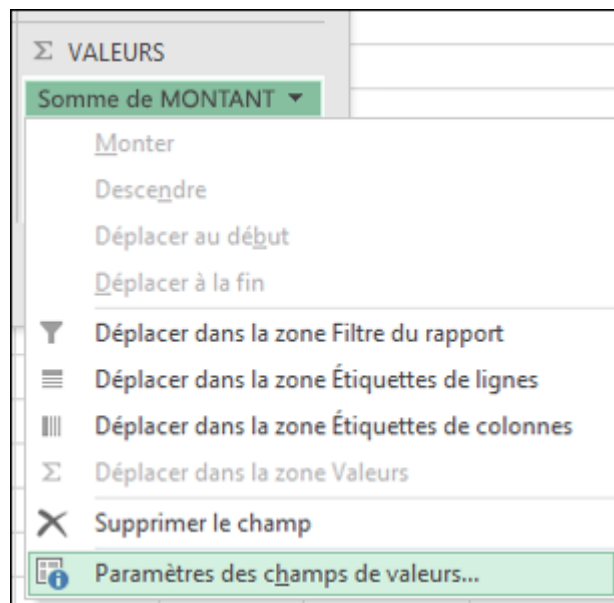 Σ VALEURS
Somme de MONTANT
Monter
Descendre
Déplacer au début
Déplacer à la fin
Déplacer dans la zone Filtre du rapport
Déplacer dans la zone Étiquettes de lignes
Déplacer dans la zone Étiquettes de colonnes
Σ Déplacer dans la zone Valeurs
Supprimer le champ
Paramètres des champs de valeurs...